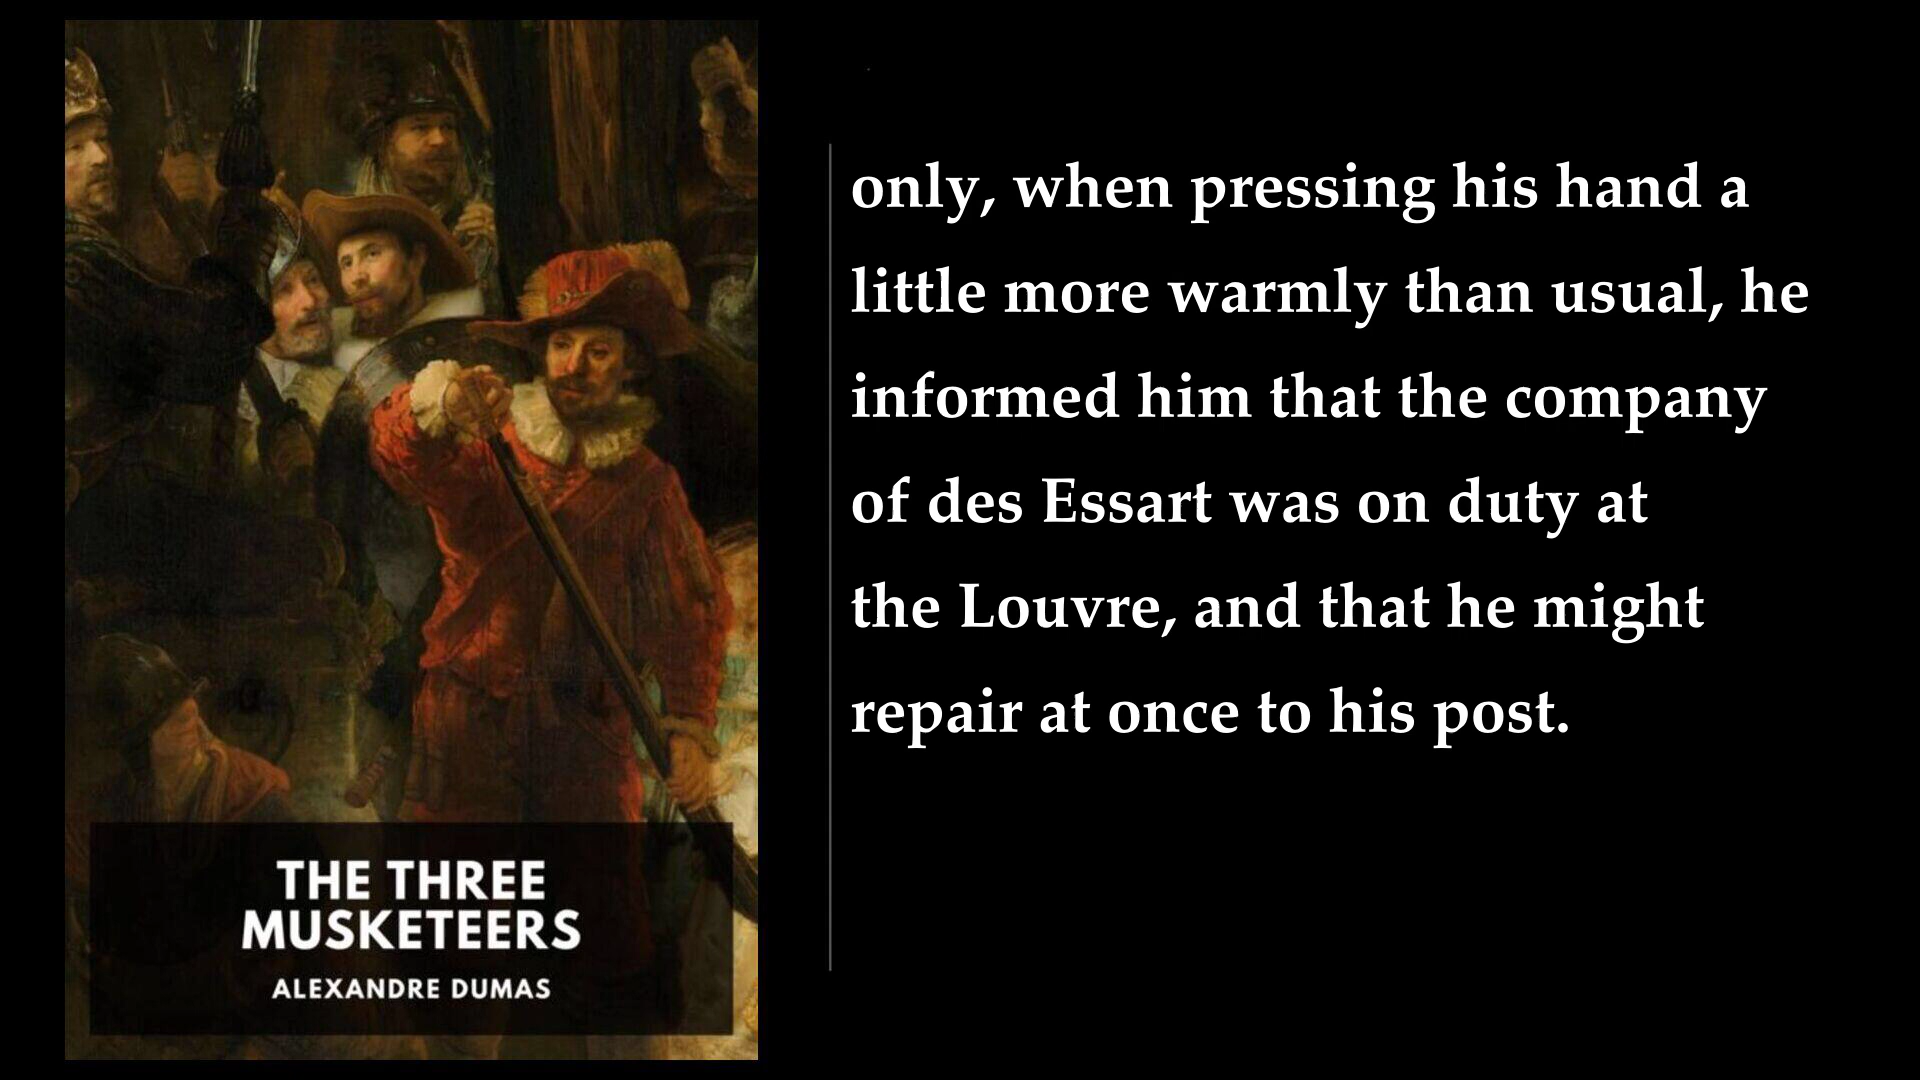 THE THREE
MUSKETEERS
ALEXANDRE DUMAS
only, when pressing his hand a
little more warmly than usual, he
informed him that the company
of des Essart was on duty at
the Louvre, and that he might
repair at once to his post.